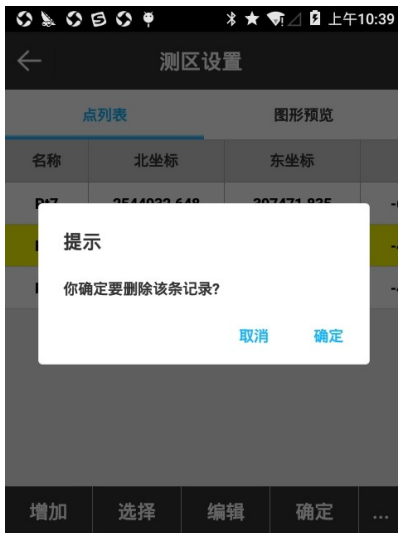 上午10:39
测区设置
点列表 图形预览
名称 北坐标 东坐标
提示
你确定要删除该条记录?
取消 确定
增加 选择 编辑 确定 ...